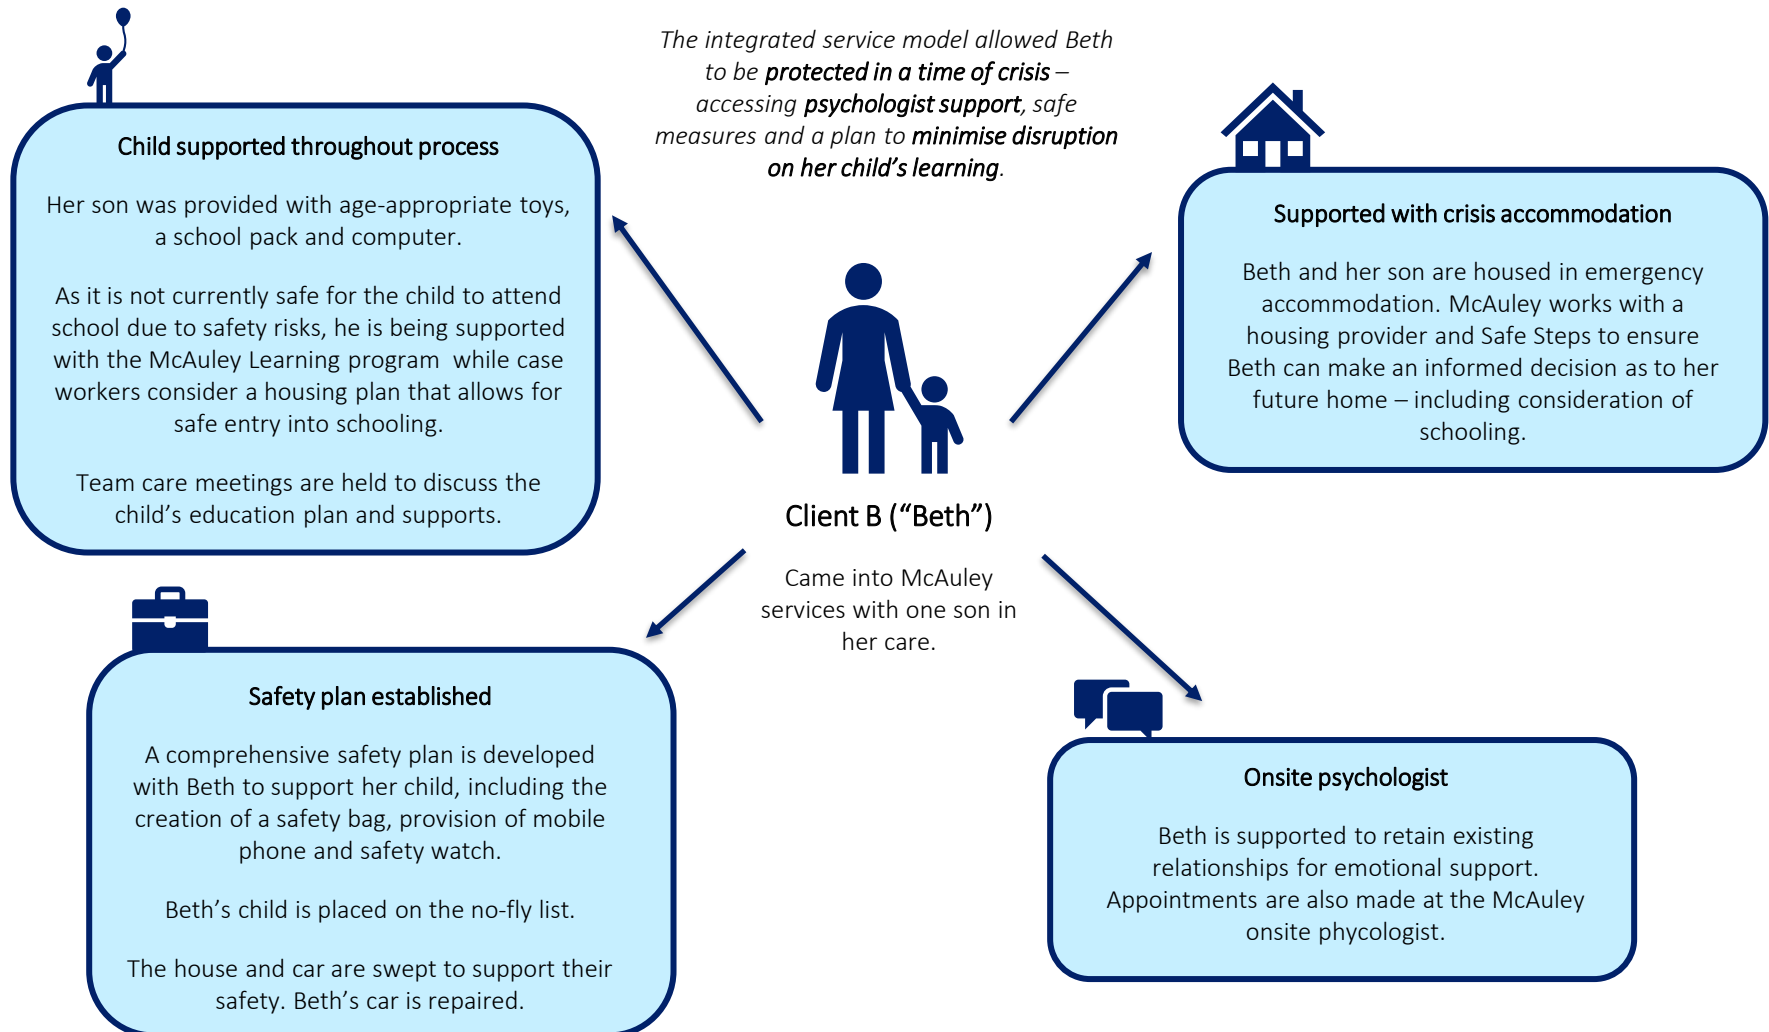 The integrated service model allowed Beth
to be protected in a time of crisis –
accessing psychologist support, safe
measures and a plan to minimise disruption
on her child's learning.
Child supported throughout process
Her son was provided with age-appropriate toys,
a school pack and computer.
As it is not currently safe for the child to attend
school due to safety risks, he is being supported
with the McAuley Learning program while case
workers consider a housing plan that allows for
safe entry into schooling.
Team care meetings are held to discuss the
child's education plan and supports.
Supported with crisis accommodation
Beth and her son are housed in emergency
accommodation. McAuley works with a
housing provider and Safe Steps to ensure
Beth can make an informed decision as to her
future home – including consideration of
schooling.
Client B ("Beth")
Came into McAuley
services with one son in
her care.
Safety plan established
A comprehensive safety plan is developed
with Beth to support her child, including the
creation of a safety bag, provision of mobile
phone and safety watch.
Beth's child is placed on the no-fly list.
The house and car are swept to support their
safety. Beth's car is repaired.
Onsite psychologist
Beth is supported to retain existing
relationships for emotional support.
Appointments are also made at the McAuley
onsite phycologist.